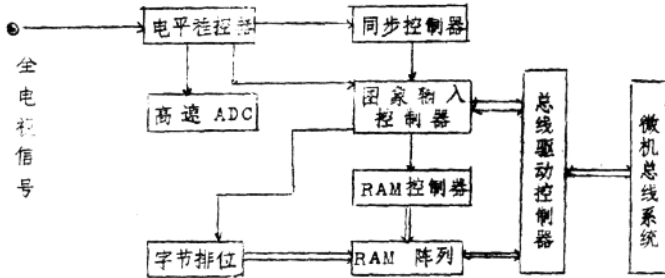 电平推控括
同步控制器
全电视信号
高速 ADC
图象输入
控制器
总线驱动控制器
微机总线系统
RAM控制器
字节排位
RAM 阵列